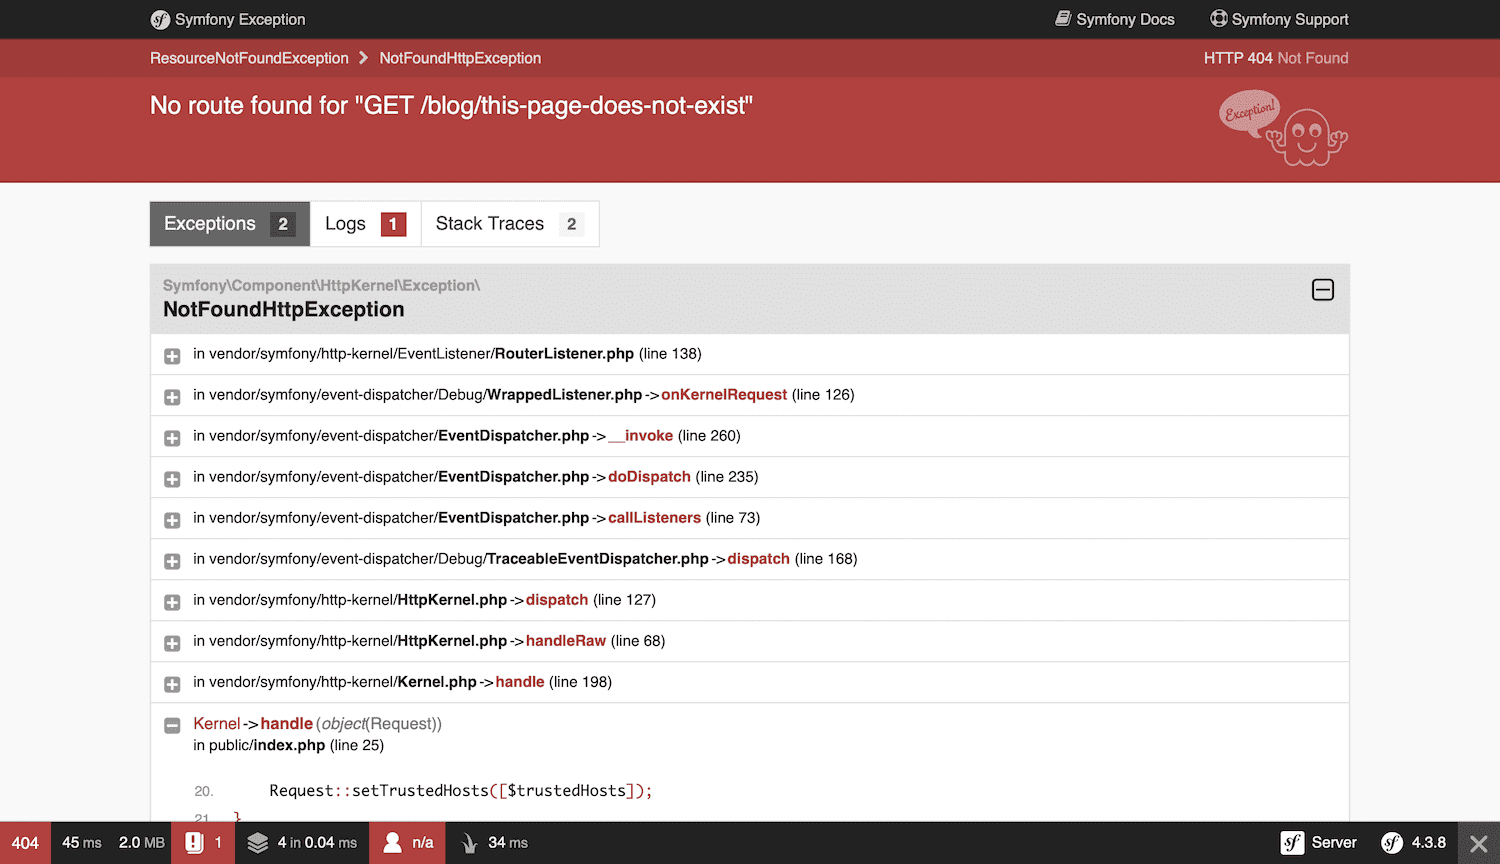 Symfony Exception Symfony Docs Symfony Support
ResourceNotFoundException NotFoundHttpException HTTP 404 Not Found
No route found for "GET /blog/this-page-does-not-exist"
Exception!
Exceptions 2 Logs 1 Stack Traces 2
Symfony\Component\HttpKernel\Exception\
NotFoundHttpException
in vendor/symfony/http-kernel/EventListener/RouterListener.php (line 138)
in vendor/symfony/event-dispatcher/Debug/WrappedListener.php->onKernelRequest (line 126)
in vendor/symfony/event-dispatcher/EventDispatcher.php->__invoke (line 260)
in vendor/symfony/event-dispatcher/EventDispatcher.php->doDispatch (line 235)
in vendor/symfony/event-dispatcher/EventDispatcher.php->callListeners (line 73)
in vendor/symfony/event-dispatcher/Debug/TraceableEventDispatcher.php->dispatch (line 168)
in vendor/symfony/http-kernel/HttpKernel.php->dispatch (line 127)
in vendor/symfony/http-kernel/HttpKernel.php->handleRaw (line 68)
in vendor/symfony/http-kernel/Kernel.php->handle (line 198)
Kernel->handle(object(Request))
in public/index.php (line 25)
20. Request::setTrustedHosts([$trustedHosts]);
21. }
404 45 ms 2.0 MB 1 4 in 0.04 ms n/a 34 ms sf Server sf 4.3.8